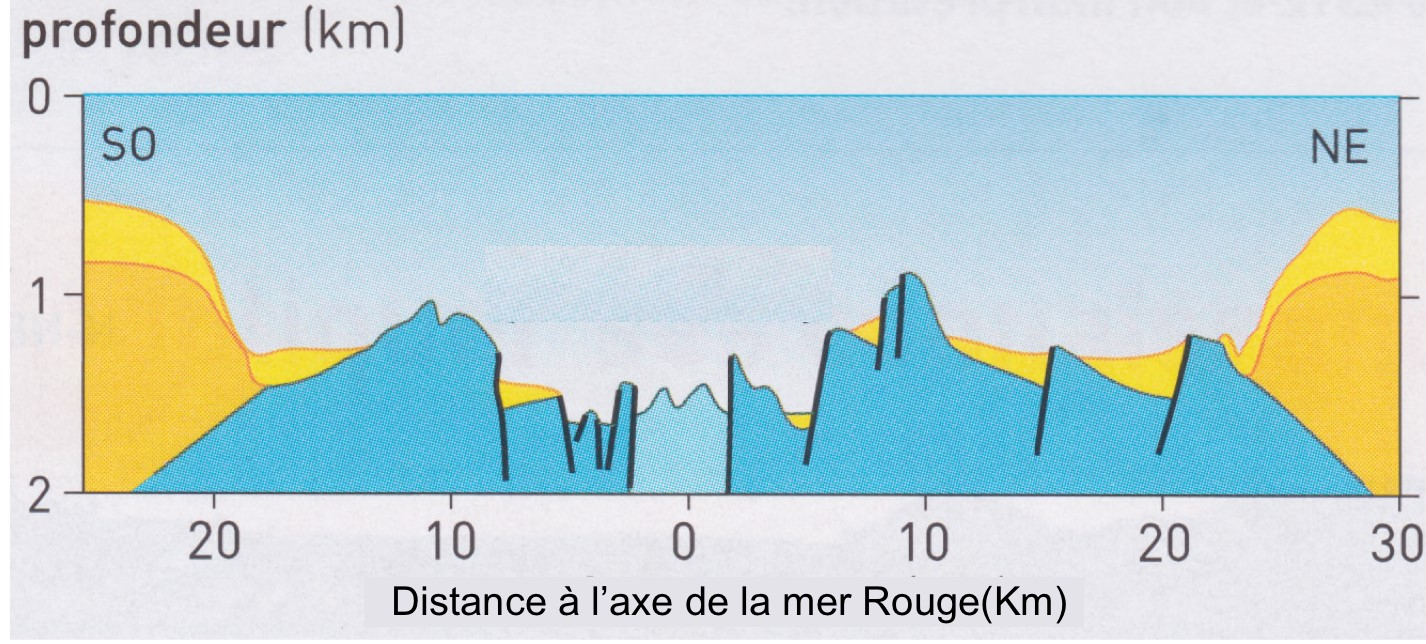 profondeur (km)
0
SO
NE
1
2
20
10
0
10
20
30
Distance à l’axe de la mer Rouge(Km)